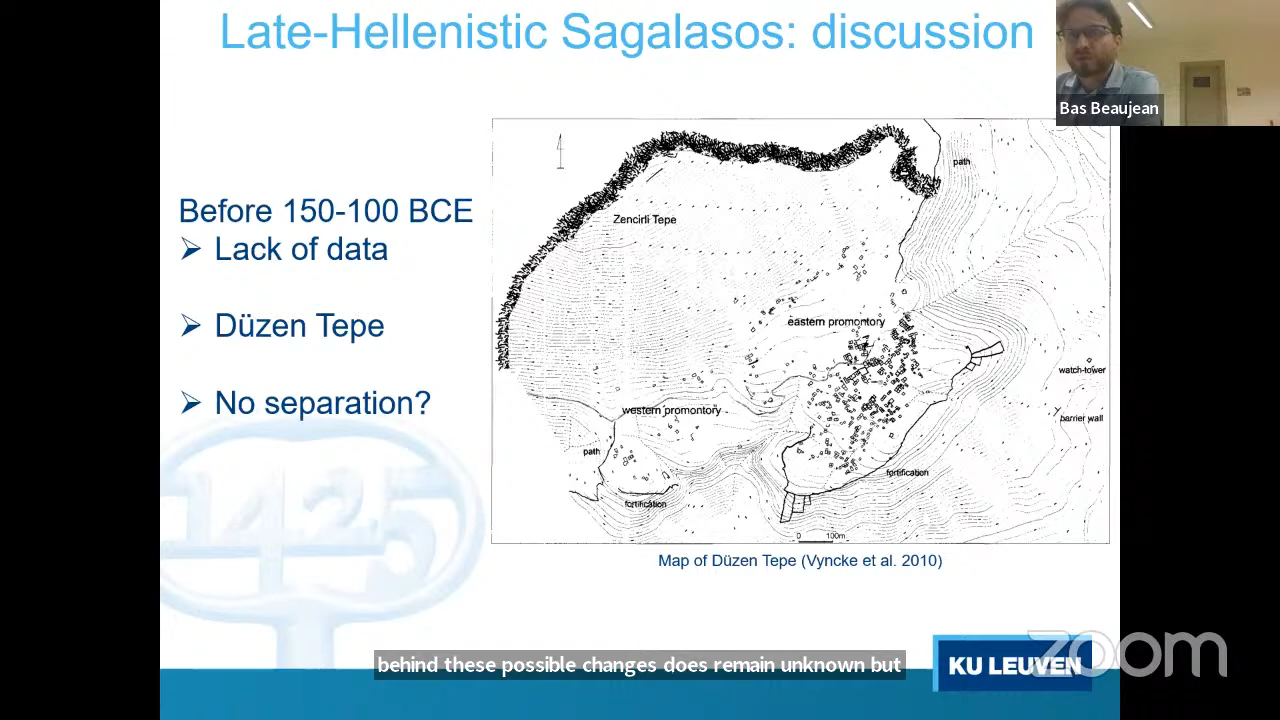 Late-Hellenistic Sagalasos: discussion
Bas Beaujean
Before 150-100 BCE
➢ Lack of data
➢ Düzen Tepe
➢ No separation?
path
Zencirli Tepe
eastern promontory
watch-tower
western promontory
barrier wall
path
fortification
fortification
0 100m
Map of Düzen Tepe (Vyncke et al. 2010)
1425
behind these possible changes does remain unknown but
KU LEUVEN
zoom